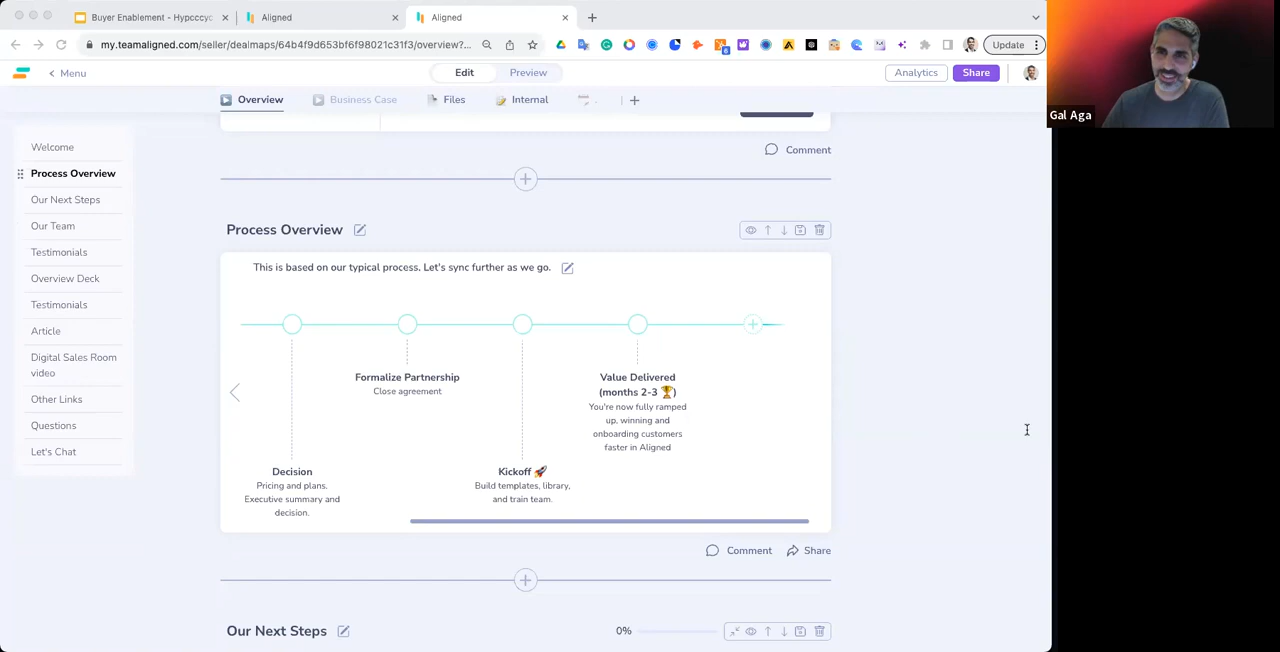 Buyer Enablement - Hypcccyc
Aligned
Aligned
my.teamaligned.com/seller/dealmaps/64b4f9d653bf6f98021c31f3/overview?...
Update
Menu
Edit
Preview
Analytics
Share
Overview
Business Case
Files
Internal
Gal Aga
Comment
Welcome
Process Overview
Our Next Steps
Our Team
Testimonials
Overview Deck
Testimonials
Article
Digital Sales Room
video
Other Links
Questions
Let's Chat
Process Overview
This is based on our typical process. Let's sync further as we go.
Formalize Partnership
Close agreement
Value Delivered
(months 2-3 🏆)
You're now fully ramped
up, winning and
onboarding customers
faster in Aligned
Decision
Pricing and plans.
Executive summary and
decision.
Kickoff 🚀
Build templates, library,
and train team.
Comment
Share
Our Next Steps
0%